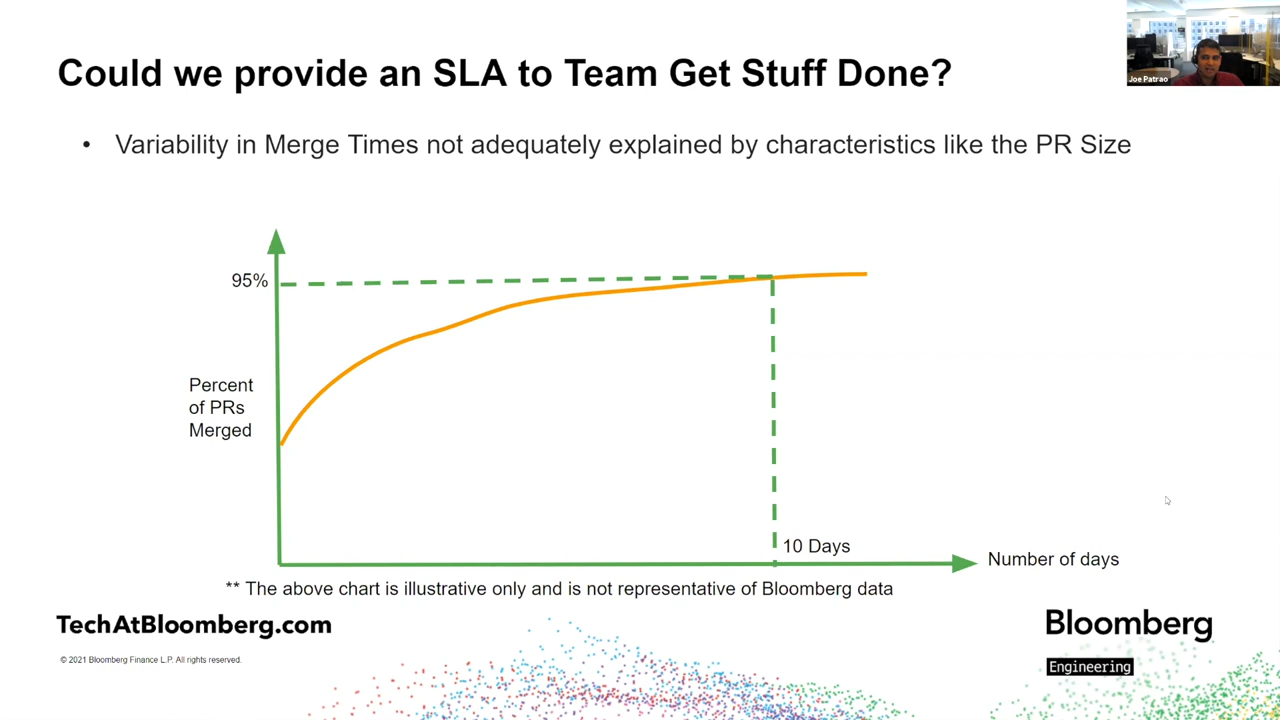 Could we provide an SLA to Team Get Stuff Done?
Joe Patrao
• Variability in Merge Times not adequately explained by characteristics like the PR Size
95%
Percent
of PRs
Merged
10 Days
Number of days
** The above chart is illustrative only and is not representative of Bloomberg data
TechAtBloomberg.com
© 2021 Bloomberg Finance L.P. All rights reserved.
Bloomberg
Engineering